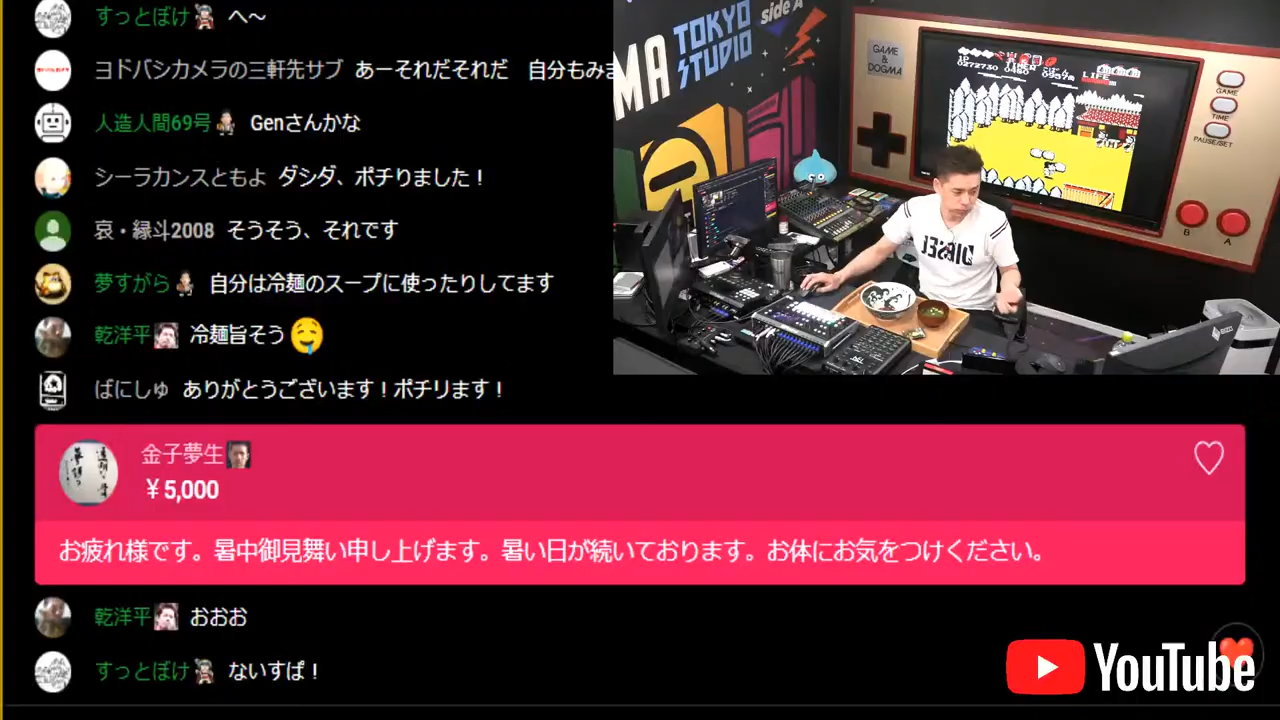 すっとぼけ へ～
ヨドバシカメラの三軒先サブ あーそれだそれだ 自分もみま
人造人間69号 Genさんかな
シーラカンスともよ ダシダ、ポチりました！
哀・縁斗2008 そうそう、それです
夢すがら 自分は冷麺のスープに使ったりしてます
乾洋平 冷麺旨そう
ばにしゅ ありがとうございます！ポチります！
金子夢生
￥5,000
お疲れ様です。暑中御見舞い申し上げます。暑い日が続いております。お体にお気をつけください。
乾洋平 おおお
すっとぼけ ないすぱ！
MA TOKYO STUDIO side A
GAME & DOGMA
TIMER
LIFE
GAME
TIME
PAUSE/SET
B
A
DIESEL
YouTube